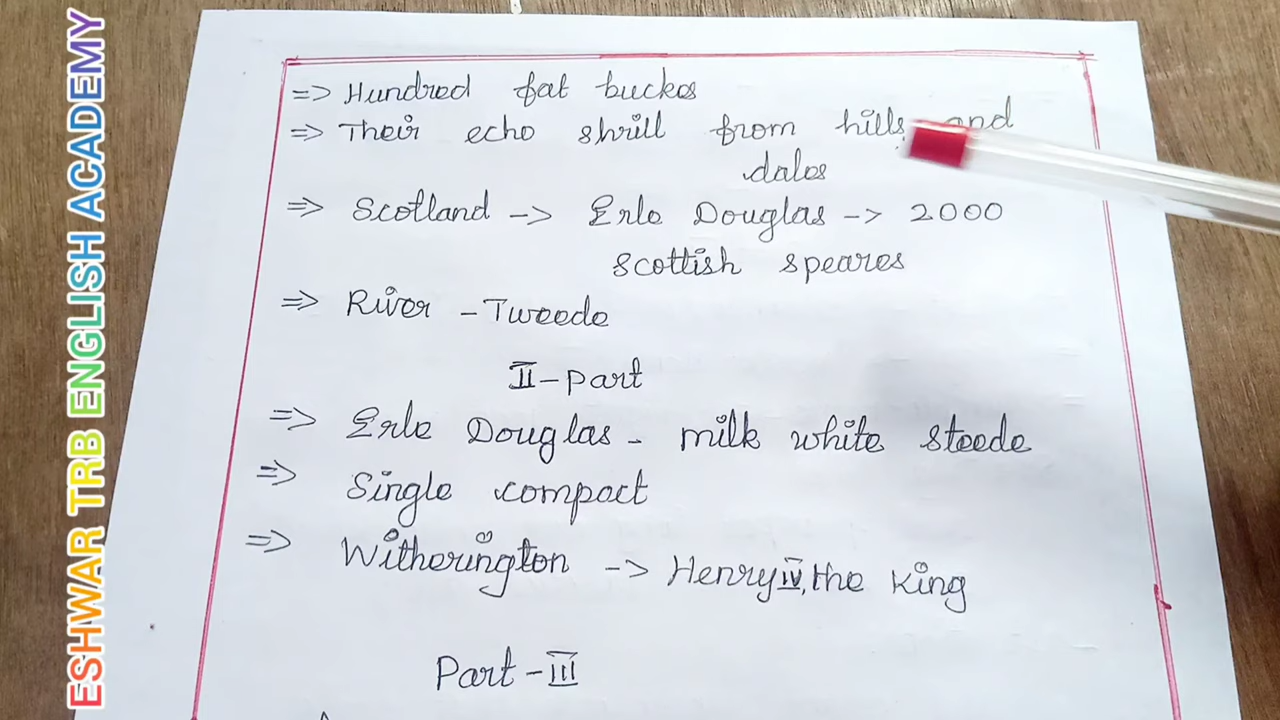 ESHWAR TRB ENGLISH ACADEMY
=> Hundred fat buckes
=> Their echo shrill from hills and
dales
=> Scotland -> Erle Douglas -> 2000
Scottish speares
=> River - Tweede
II - Part
=> Erle Douglas - milk white steede
=> Single compact
=> Witherington -> Henry IV, the King
Part - III